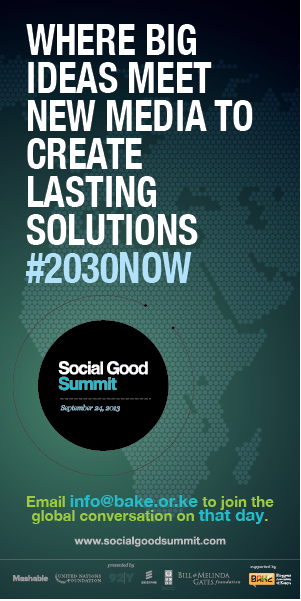 WHERE BIG
IDEAS MEET
NEW MEDIA TO
CREATE
LASTING
SOLUTIONS
#2030NOW
Social Good
Summit
September 24, 2013
Email info@bake.or.ke to join the
global conversation on that day.
www.socialgoodsummit.com
presented by
supported by
Mashable
UNITED NATIONS
FOUNDATION
92Y
ERICSSON
BILL & MELINDA
GATES foundation
BAKE